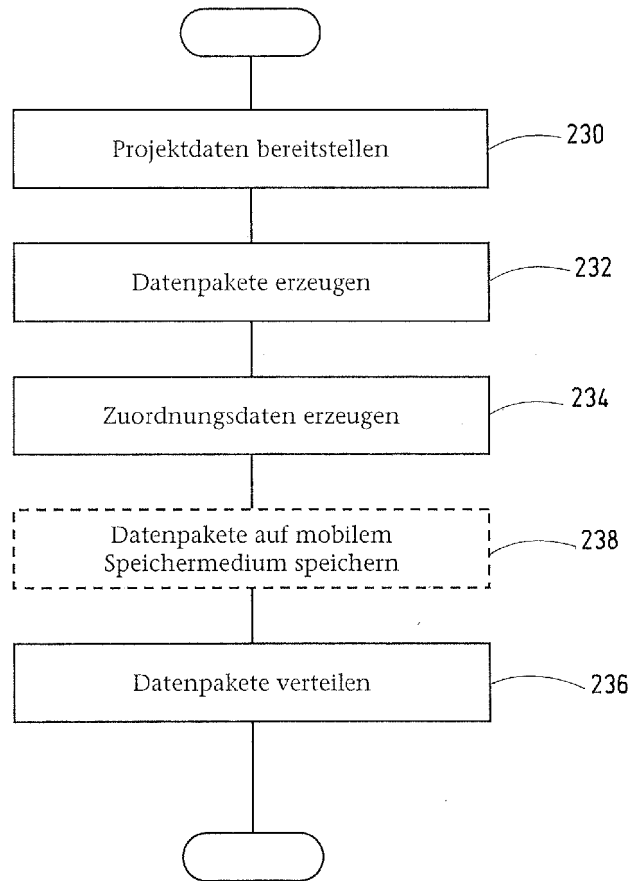 Projektdaten bereitstellen
230
Datenpakete erzeugen
232
Zuordnungsdaten erzeugen
234
Datenpakete auf mobilem
Speichermedium speichern
238
Datenpakete verteilen
236